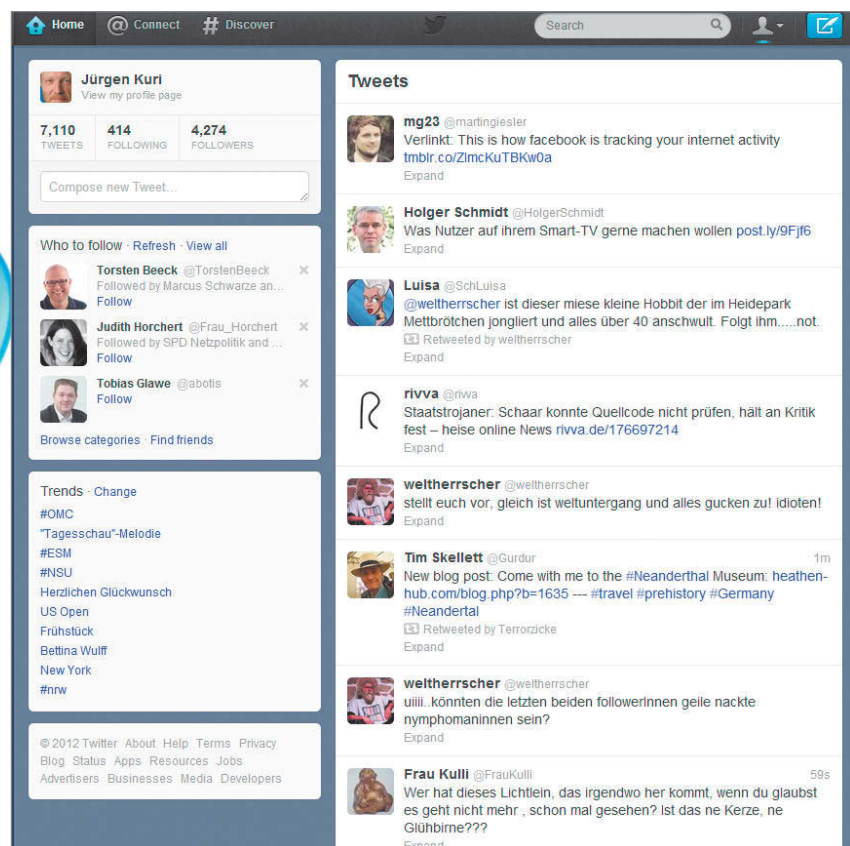 Home Connect Discover Search
Jürgen Kuri
View my profile page
7,110 414 4,274
TWEETS FOLLOWING FOLLOWERS
Compose new Tweet...
Who to follow · Refresh · View all
Torsten Beeck @TorstenBeeck
Followed by Marcus Schwarze an...
Follow
Judith Horchert @Frau_Horchert
Followed by SPD Netzpolitik and ...
Follow
Tobias Glawe @abotis
Follow
Browse categories · Find friends
Trends · Change
#OMC
"Tagesschau"-Melodie
#ESM
#NSU
Herzlichen Glückwunsch
US Open
Frühstück
Bettina Wulff
New York
#nrw
© 2012 Twitter About Help Terms Privacy
Blog Status Apps Resources Jobs
Advertisers Businesses Media Developers
Tweets
mg23 @martingiesler
Verlinkt: This is how facebook is tracking your internet activity
tmblr.co/ZlmcKuTBKw0a
Expand
Holger Schmidt @HolgerSchmidt
Was Nutzer auf ihrem Smart-TV gerne machen wollen post.ly/9Fjf6
Expand
Luisa @SchLuisa
@weltherrscher ist dieser miese kleine Hobbit der im Heidepark
Mettbrötchen jongliert und alles über 40 anschwult. Folgt ihm.....not.
Retweeted by weltherrscher
Expand
rivva @rivva
Staatstrojaner: Schaar konnte Quellcode nicht prüfen, hält an Kritik
fest – heise online News rivva.de/176697214
Expand
weltherrscher @weltherrscher
stellt euch vor, gleich ist weltuntergang und alles gucken zu! idioten!
Expand
Tim Skellett @Gurdur 1m
New blog post: Come with me to the #Neanderthal Museum: heathen-
hub.com/blog.php?b=1635 --- #travel #prehistory #Germany
#Neandertal
Retweeted by Terrorzicke
Expand
weltherrscher @weltherrscher
uiiii..könnten die letzten beiden followerInnen geile nackte
nymphomaninnen sein?
Expand
Frau Kulli @FrauKulli 59s
Wer hat dieses Lichtlein, das irgendwo her kommt, wenn du glaubst
es geht nicht mehr , schon mal gesehen? Ist das ne Kerze, ne
Glühbirne???
Expand